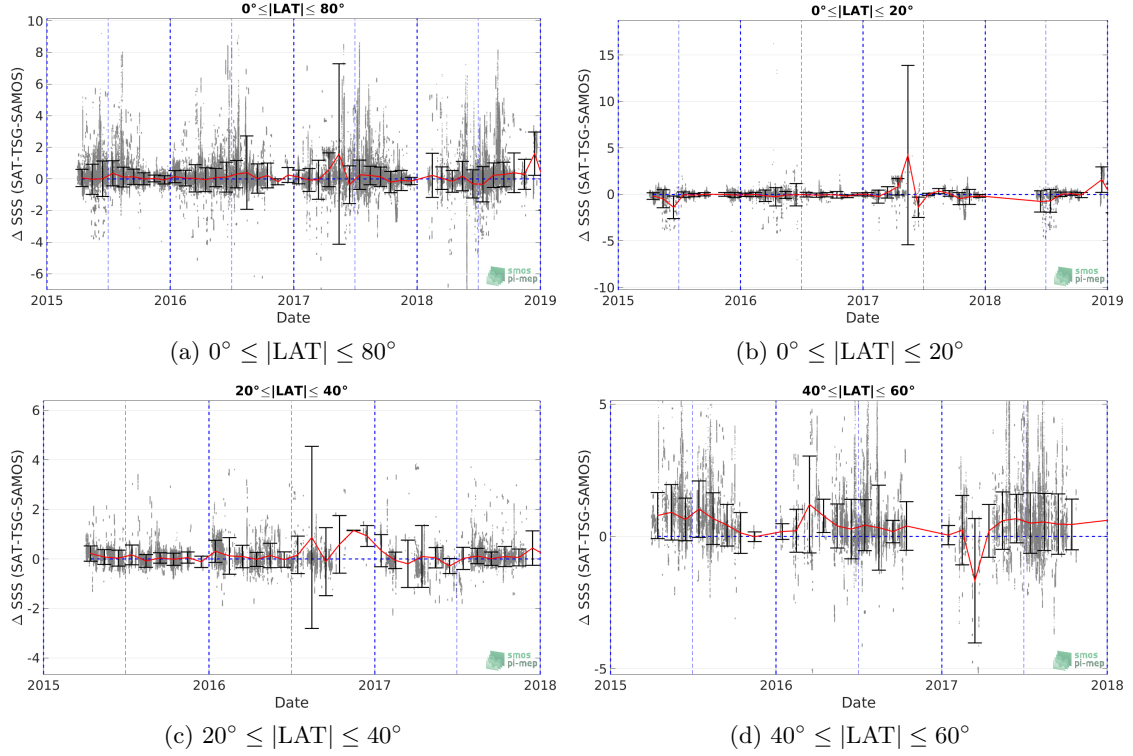 0°≤|LAT|≤ 80°
Δ SSS (SAT-TSG-SAMOS)
10
8
6
4
2
0
-2
-4
-6
2015
2016
2017
2018
2019
Date
smos
pi-mep
(a) 0° ≤ |LAT| ≤ 80°
0°≤|LAT|≤ 20°
Δ SSS (SAT-TSG-SAMOS)
15
10
5
0
-5
-10
2015
2016
2017
2018
2019
Date
smos
pi-mep
(b) 0° ≤ |LAT| ≤ 20°
20°≤|LAT|≤ 40°
Δ SSS (SAT-TSG-SAMOS)
6
4
2
0
-2
-4
2015
2016
2017
2018
Date
smos
pi-mep
(c) 20° ≤ |LAT| ≤ 40°
40°≤|LAT|≤ 60°
Δ SSS (SAT-TSG-SAMOS)
5
0
-5
2015
2016
2017
2018
Date
smos
pi-mep
(d) 40° ≤ |LAT| ≤ 60°